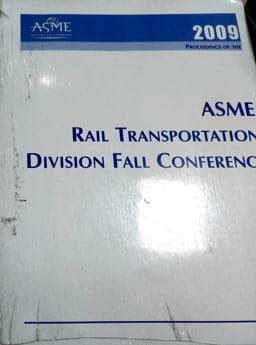 ASME
2009
PROCEEDINGS OF THE
ASME
RAIL TRANSPORTATION
DIVISION FALL CONFERENC